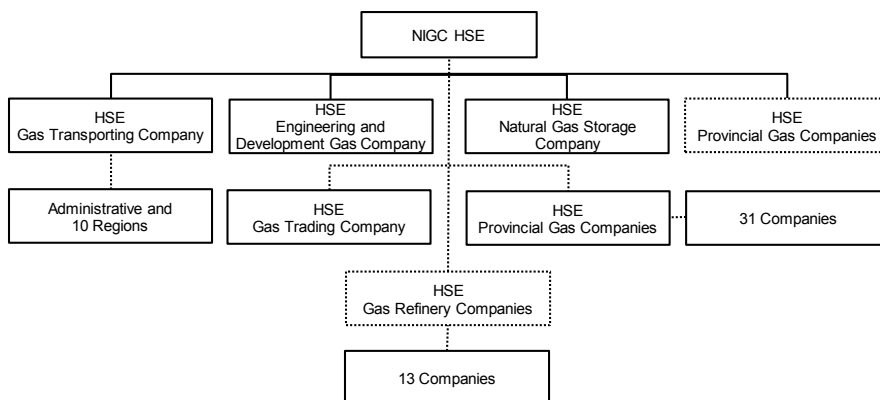 NIGC HSE
HSE
Gas Transporting Company
HSE
Engineering and
Development Gas Company
HSE
Natural Gas Storage
Company
HSE
Provincial Gas Companies
Administrative and
10 Regions
HSE
Gas Trading Company
HSE
Provincial Gas Companies
31 Companies
HSE
Gas Refinery Companies
13 Companies